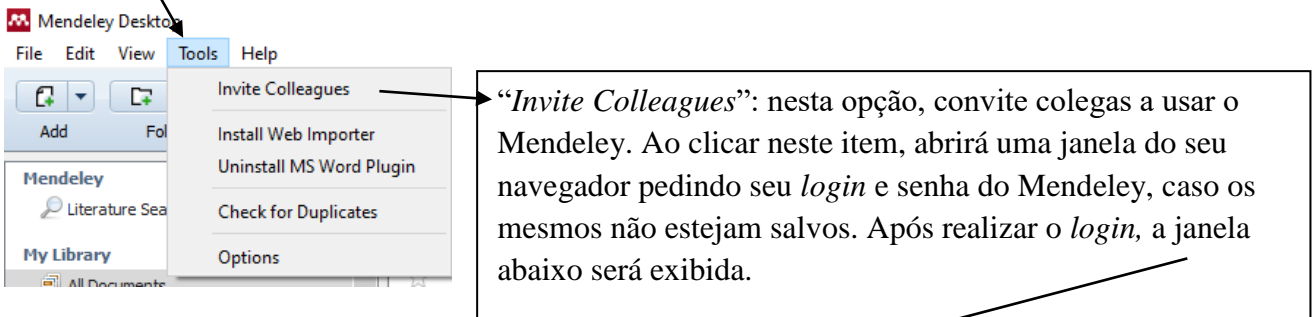 Mendeley Desktop
File Edit View Tools Help
Invite Colleagues
Add
Install Web Importer
Uninstall MS Word Plugin
Mendeley
Check for Duplicates
My Library
Options
All Documents
“Invite Colleagues”: nesta opção, convite colegas a usar o
Mendeley. Ao clicar neste item, abrirá uma janela do seu
navegador pedindo seu login e senha do Mendeley, caso os
mesmos não estejam salvos. Após realizar o login, a janela
abaixo será exibida.